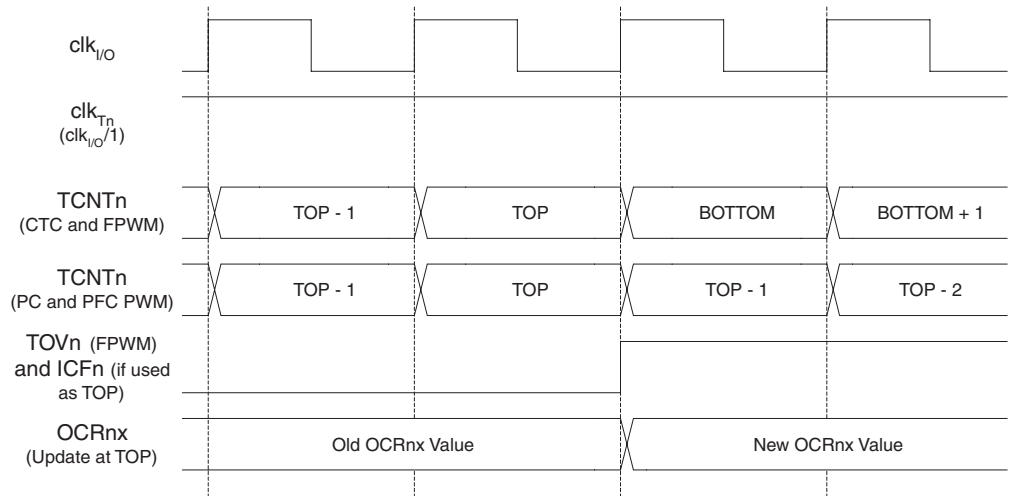 clkI/O
clkTn
(clkI/O/1)
TCNTn
(CTC and FPWM)
TOP - 1
TOP
BOTTOM
BOTTOM + 1
TCNTn
(PC and PFC PWM)
TOP - 1
TOP
TOP - 1
TOP - 2
TOVn (FPWM)
and ICFn (if used
as TOP)
OCRnx
(Update at TOP)
Old OCRnx Value
New OCRnx Value